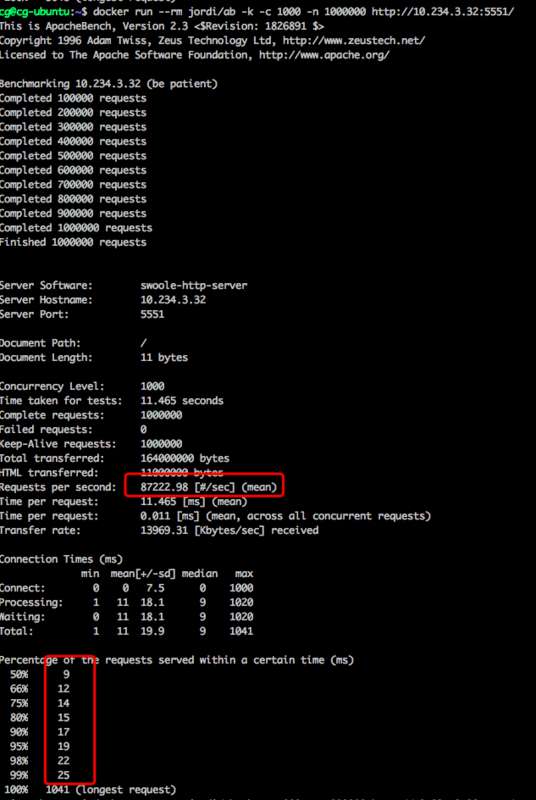 cg@cg-ubuntu:~$ docker run --rm jordi/ab -k -c 1000 -n 1000000 http://10.234.3.32:5551/
This is ApacheBench, Version 2.3 <$Revision: 1826891 $>
Copyright 1996 Adam Twiss, Zeus Technology Ltd, http://www.zeustech.net/
Licensed to The Apache Software Foundation, http://www.apache.org/
Benchmarking 10.234.3.32 (be patient)
Completed 100000 requests
Completed 200000 requests
Completed 300000 requests
Completed 400000 requests
Completed 500000 requests
Completed 600000 requests
Completed 700000 requests
Completed 800000 requests
Completed 900000 requests
Completed 1000000 requests
Finished 1000000 requests
Server Software: swoole-http-server
Server Hostname: 10.234.3.32
Server Port: 5551
Document Path: /
Document Length: 11 bytes
Concurrency Level: 1000
Time taken for tests: 11.465 seconds
Complete requests: 1000000
Failed requests: 0
Keep-Alive requests: 1000000
Total transferred: 164000000 bytes
HTML transferred: 11000000 bytes
Requests per second: 87222.98 [#/sec] (mean)
Time per request: 11.465 [ms] (mean)
Time per request: 0.011 [ms] (mean, across all concurrent requests)
Transfer rate: 13969.31 [Kbytes/sec] received
Connection Times (ms)
min mean[+/-sd] median max
Connect: 0 0 7.5 0 1000
Processing: 1 11 18.1 9 1020
Waiting: 0 11 18.1 9 1020
Total: 1 11 19.9 9 1041
Percentage of the requests served within a certain time (ms)
50% 9
66% 12
75% 14
80% 15
90% 17
95% 19
98% 22
99% 25
100% 1041 (longest request)